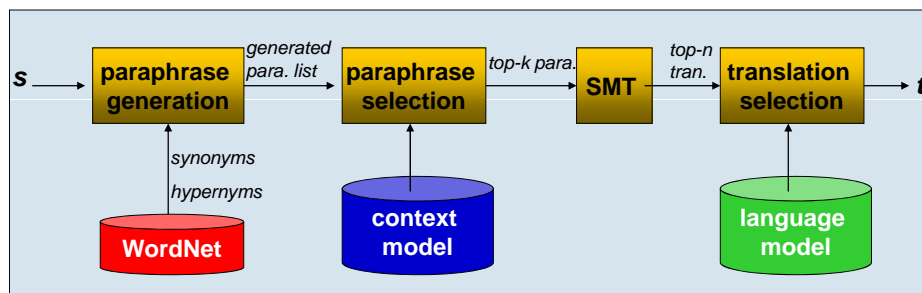 s
paraphrase
generation
generated
para. list
paraphrase
selection
top-k para.
SMT
top-n
tran.
translation
selection
t
synonyms
hypernyms
WordNet
context
model
language
model